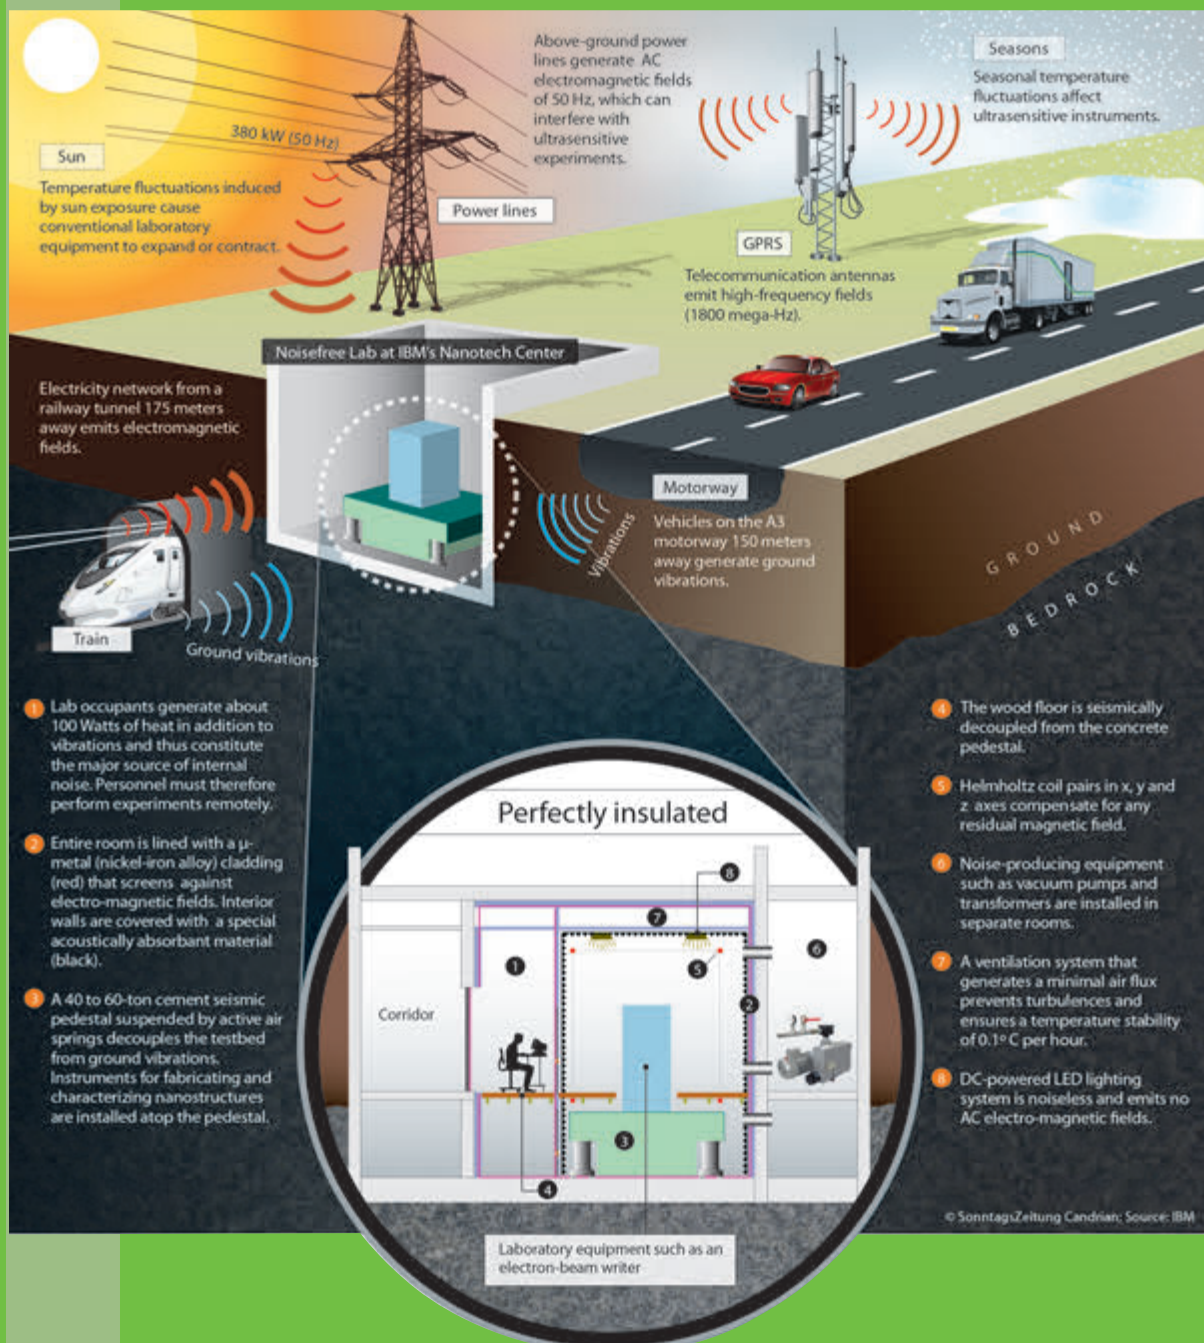 Above-ground power
lines generate AC
electromagnetic fields
of 50 Hz, which can
interfere with
ultrasensitive
experiments.
Seasons
Seasonal temperature
fluctuations affect
ultrasensitive instruments.
380 kW (50 Hz)
Sun
Temperature fluctuations induced
by sun exposure cause
conventional laboratory
equipment to expand or contract.
Power lines
GPRS
Telecommunication antennas
emit high-frequency fields
(1800 mega-Hz).
Noisefree Lab at IBM's Nanotech Center
Electricity network from a
railway tunnel 175 meters
away emits electromagnetic
fields.
Motorway
Vehicles on the A3
motorway 150 meters
away generate ground
vibrations.
Vibrations
GROUND
BEDROCK
Train
Ground vibrations
1 Lab occupants generate about
100 Watts of heat in addition to
vibrations and thus constitute
the major source of internal
noise. Personnel must therefore
perform experiments remotely.
2 Entire room is lined with a μ-
metal (nickel-iron alloy) cladding
(red) that screens against
electro-magnetic fields. Interior
walls are covered with a special
acoustically absorbant material
(black).
3 A 40 to 60-ton cement seismic
pedestal suspended by active air
springs decouples the testbed
from ground vibrations.
Instruments for fabricating and
characterizing nanostructures
are installed atop the pedestal.
4 The wood floor is seismically
decoupled from the concrete
pedestal.
5 Helmholtz coil pairs in x, y and
z axes compensate for any
residual magnetic field.
6 Noise-producing equipment
such as vacuum pumps and
transformers are installed in
separate rooms.
7 A ventilation system that
generates a minimal air flux
prevents turbulences and
ensures a temperature stability
of 0.1° C per hour.
8 DC-powered LED lighting
system is noiseless and emits no
AC electro-magnetic fields.
Perfectly insulated
8
7
1
5
6
2
Corridor
3
4
Laboratory equipment such as an
electron-beam writer
© SonntagsZeitung Candrian; Source: IBM